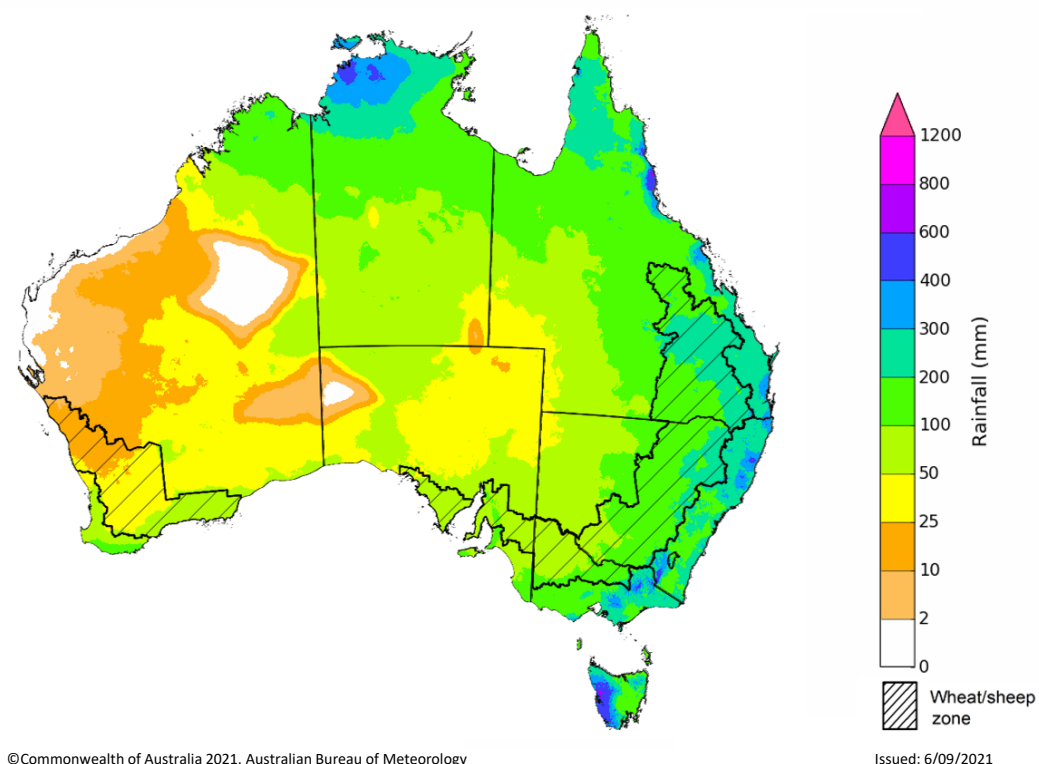 1200
800
600
400
300
200
100
50
25
10
2
0
Rainfall (mm)
Wheat/sheep
zone
©Commonwealth of Australia 2021, Australian Bureau of Meteorology
Issued: 6/09/2021